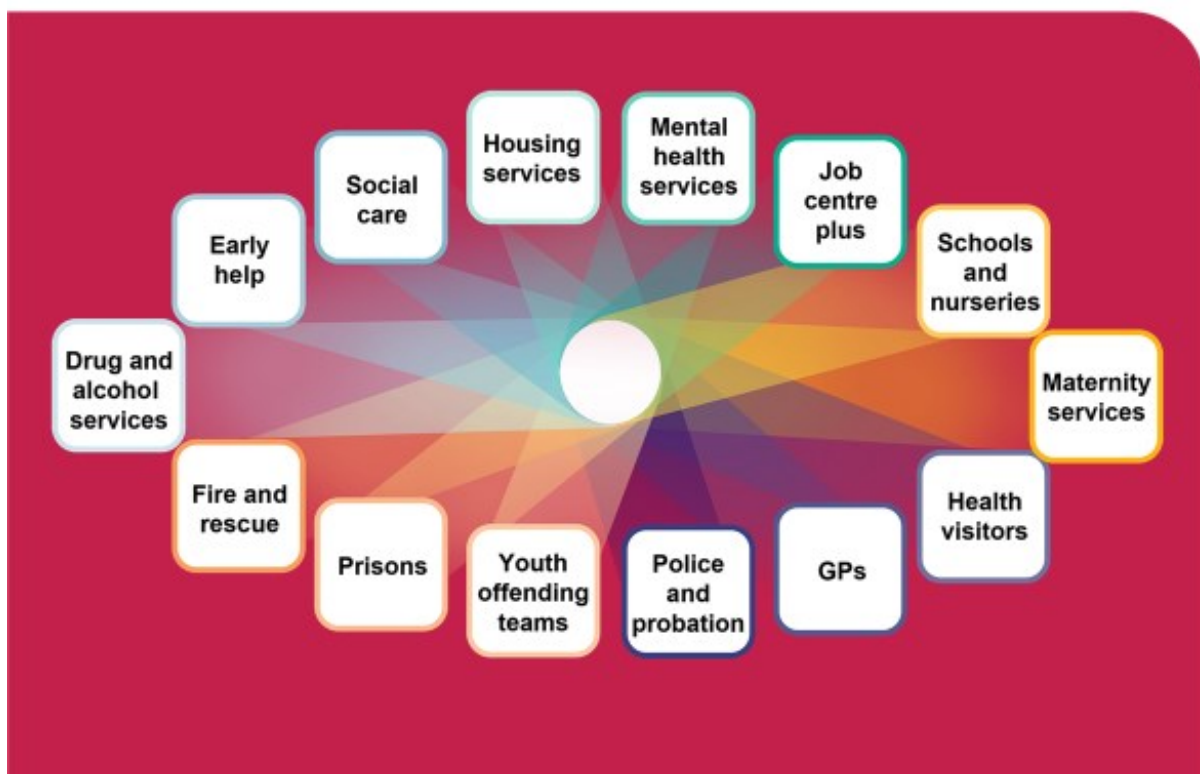 Housing
services
Mental
health
services
Job
centre
plus
Social
care
Schools
and
nurseries
Early
help
Drug and
alcohol
services
Maternity
services
Fire and
rescue
Health
visitors
Prisons
Youth
offending
teams
Police
and
probation
GPs